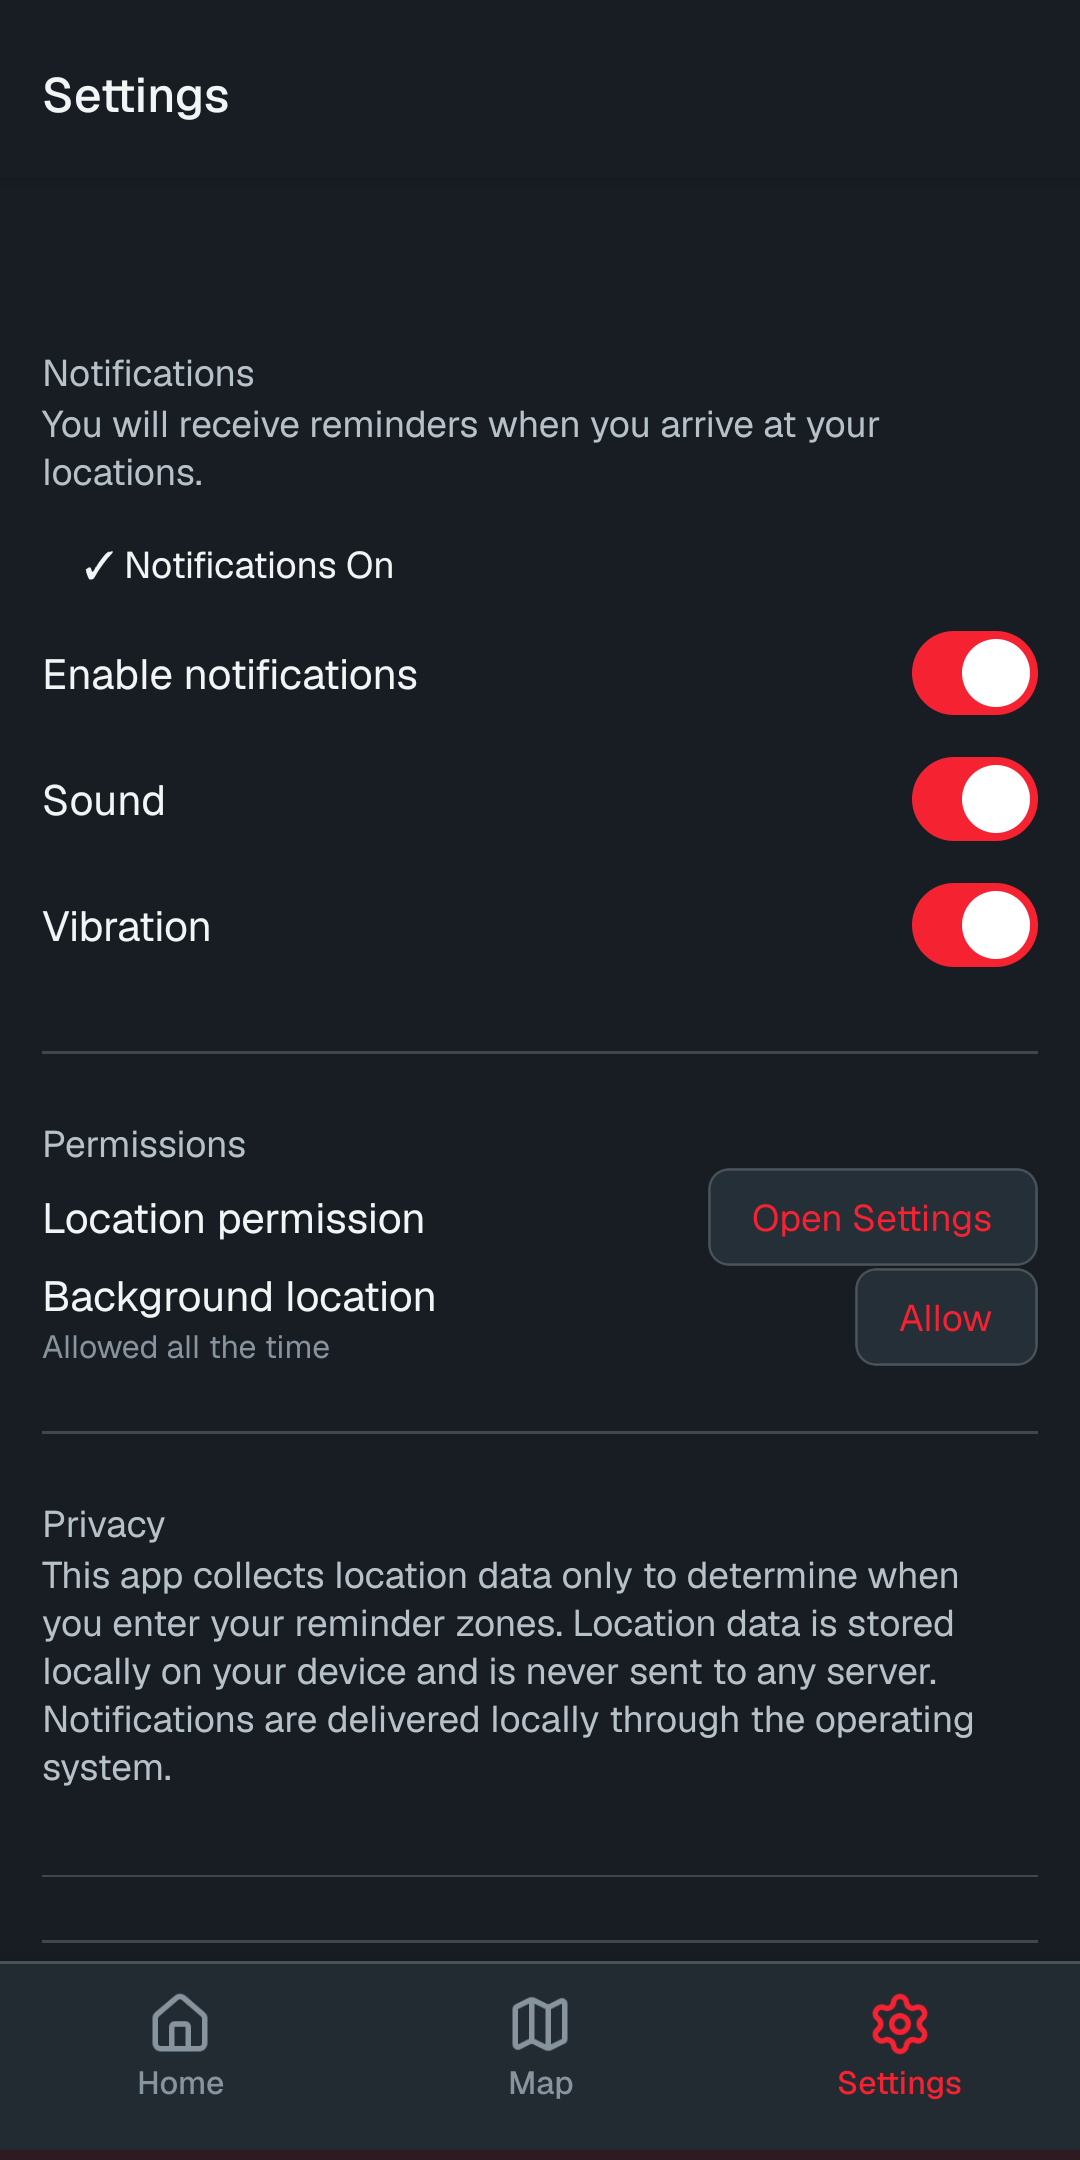 Settings
Notifications
You will receive reminders when you arrive at your
locations.
✓ Notifications On
Enable notifications
Sound
Vibration
Permissions
Location permission
Open Settings
Background location
Allowed all the time
Allow
Privacy
This app collects location data only to determine when
you enter your reminder zones. Location data is stored
locally on your device and is never sent to any server.
Notifications are delivered locally through the operating
system.
Home
Map
Settings